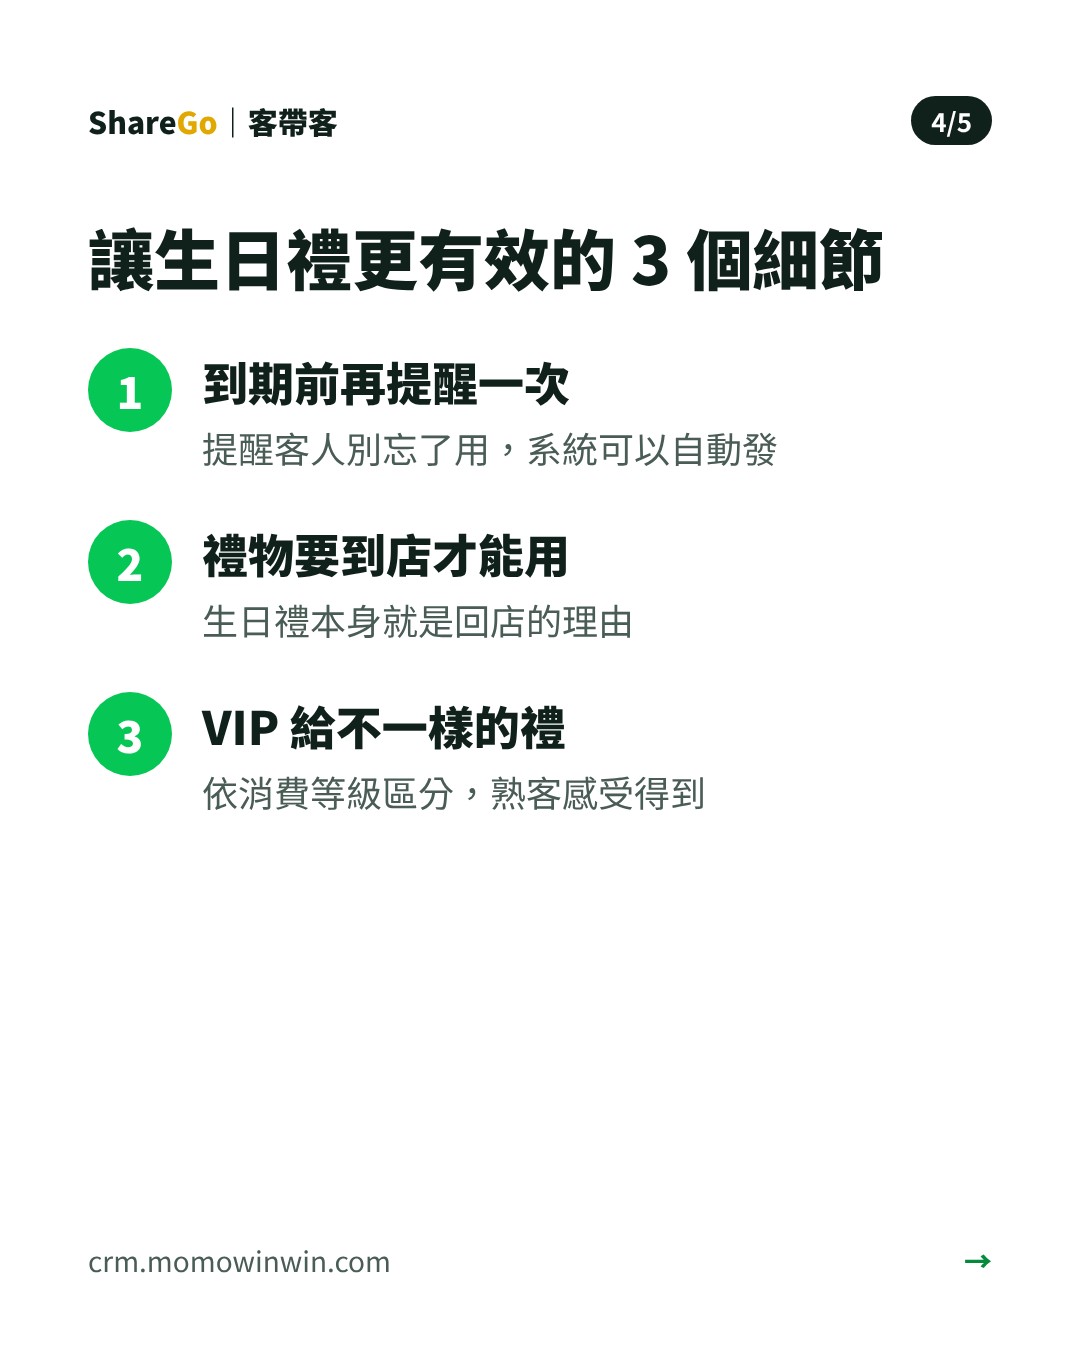 ShareGo｜客帶客
4/5
讓生日禮更有效的 3 個細節
1
到期前再提醒一次
提醒客人別忘了用，系統可以自動發
2
禮物要到店才能用
生日禮本身就是回店的理由
3
VIP 給不一樣的禮
依消費等級區分，熟客感受得到
crm.momowinwin.com
→